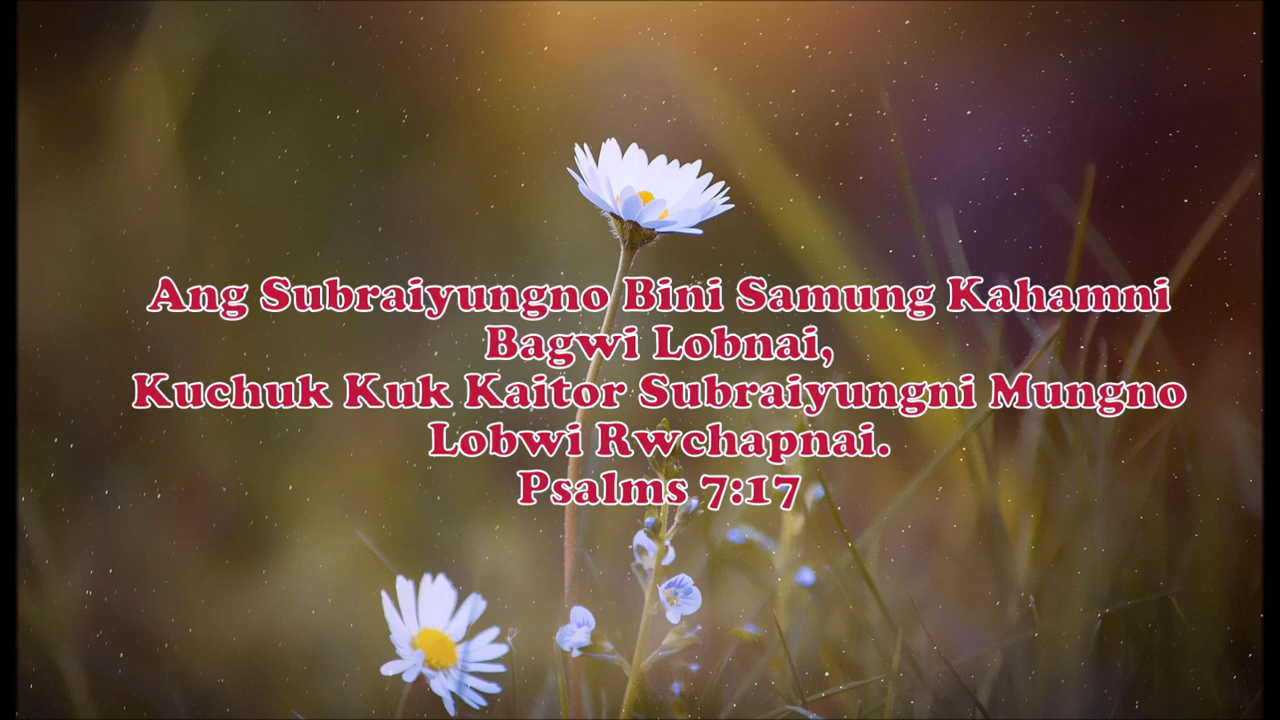 Ang Subraiyungno Bini Samung Kahamni
Bagwi Lobnai,
Kuchuk Kuk Kaitor Subraiyungni Mungno
Lobwi Rwchapnai.
Psalms 7:17